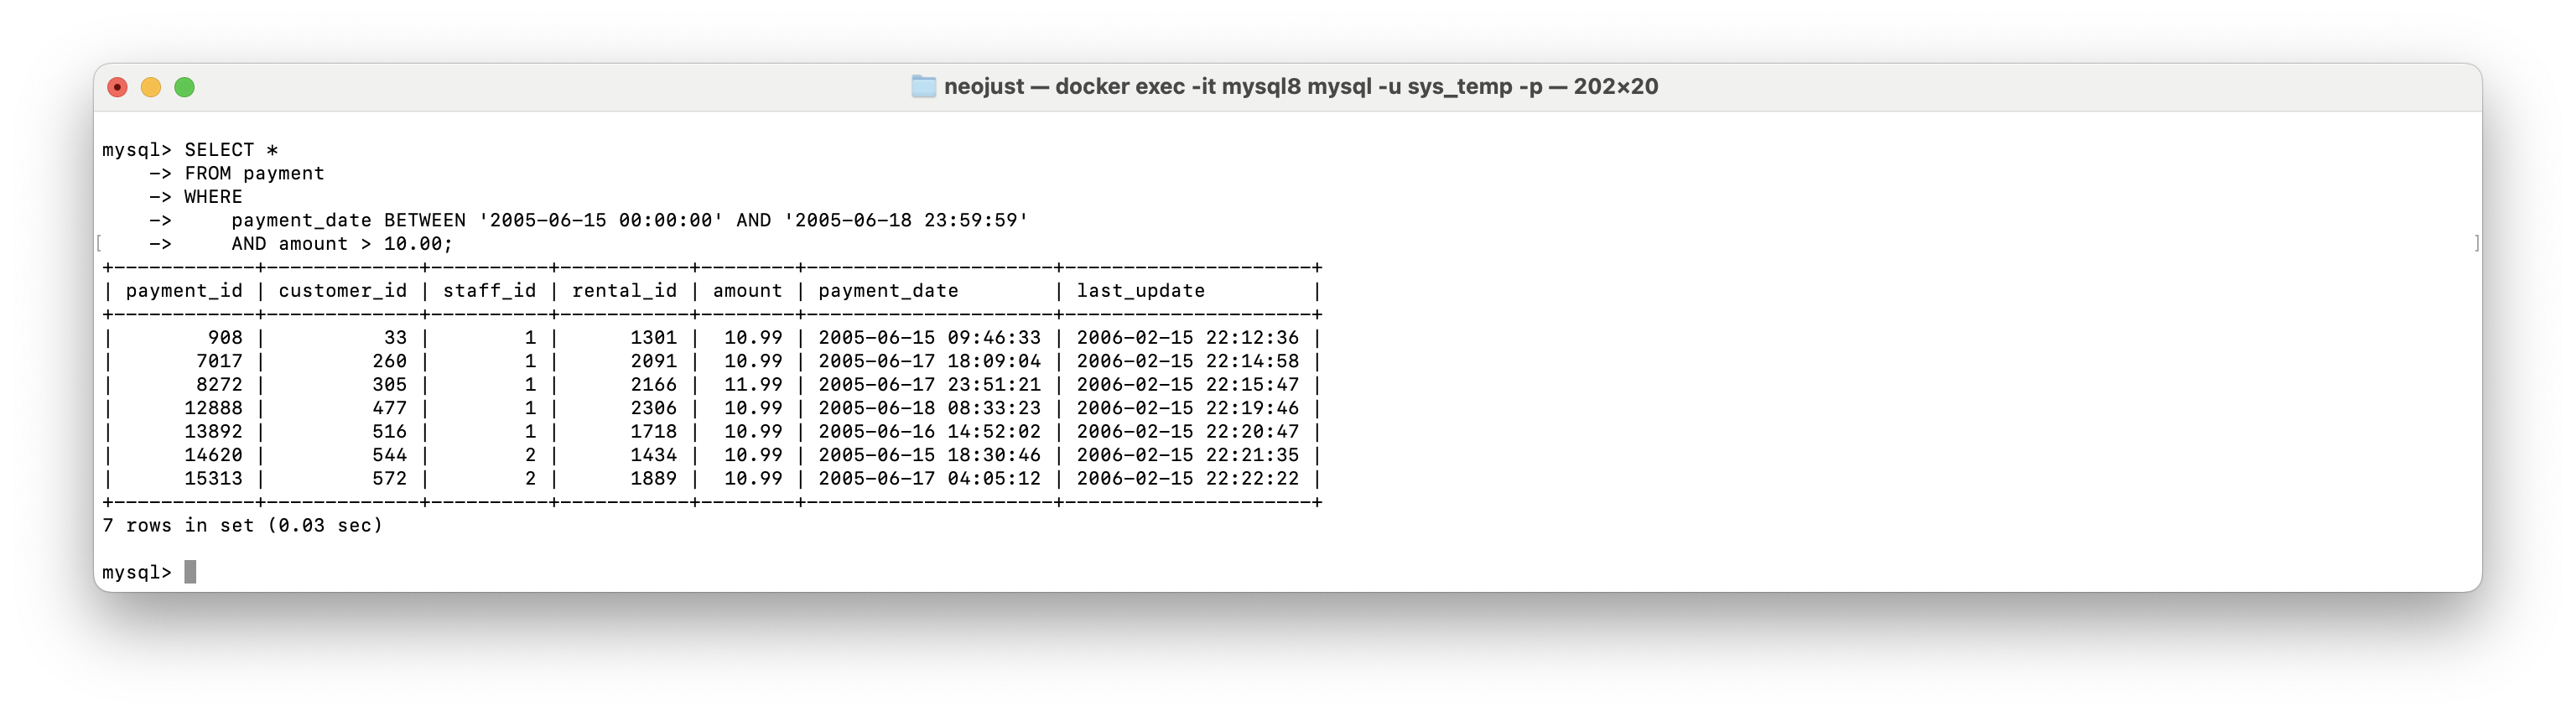 neojust — docker exec -it mysql8 mysql -u sys_temp -p — 202×20
mysql> SELECT *
    -> FROM payment
    -> WHERE
    ->     payment_date BETWEEN '2005-06-15 00:00:00' AND '2005-06-18 23:59:59'
[   ->     AND amount > 10.00; ]
+------------+-------------+----------+-----------+--------+---------------------+---------------------+
| payment_id | customer_id | staff_id | rental_id | amount | payment_date        | last_update         |
+------------+-------------+----------+-----------+--------+---------------------+---------------------+
|        908 |          33 |        1 |      1301 |  10.99 | 2005-06-15 09:46:33 | 2006-02-15 22:12:36 |
|       7017 |         260 |        1 |      2091 |  10.99 | 2005-06-17 18:09:04 | 2006-02-15 22:14:58 |
|       8272 |         305 |        1 |      2166 |  11.99 | 2005-06-17 23:51:21 | 2006-02-15 22:15:47 |
|      12888 |         477 |        1 |      2306 |  10.99 | 2005-06-18 08:33:23 | 2006-02-15 22:19:46 |
|      13892 |         516 |        1 |      1718 |  10.99 | 2005-06-16 14:52:02 | 2006-02-15 22:20:47 |
|      14620 |         544 |        2 |      1434 |  10.99 | 2005-06-15 18:30:46 | 2006-02-15 22:21:35 |
|      15313 |         572 |        2 |      1889 |  10.99 | 2005-06-17 04:05:12 | 2006-02-15 22:22:22 |
+------------+-------------+----------+-----------+--------+---------------------+---------------------+
7 rows in set (0.03 sec)
mysql>